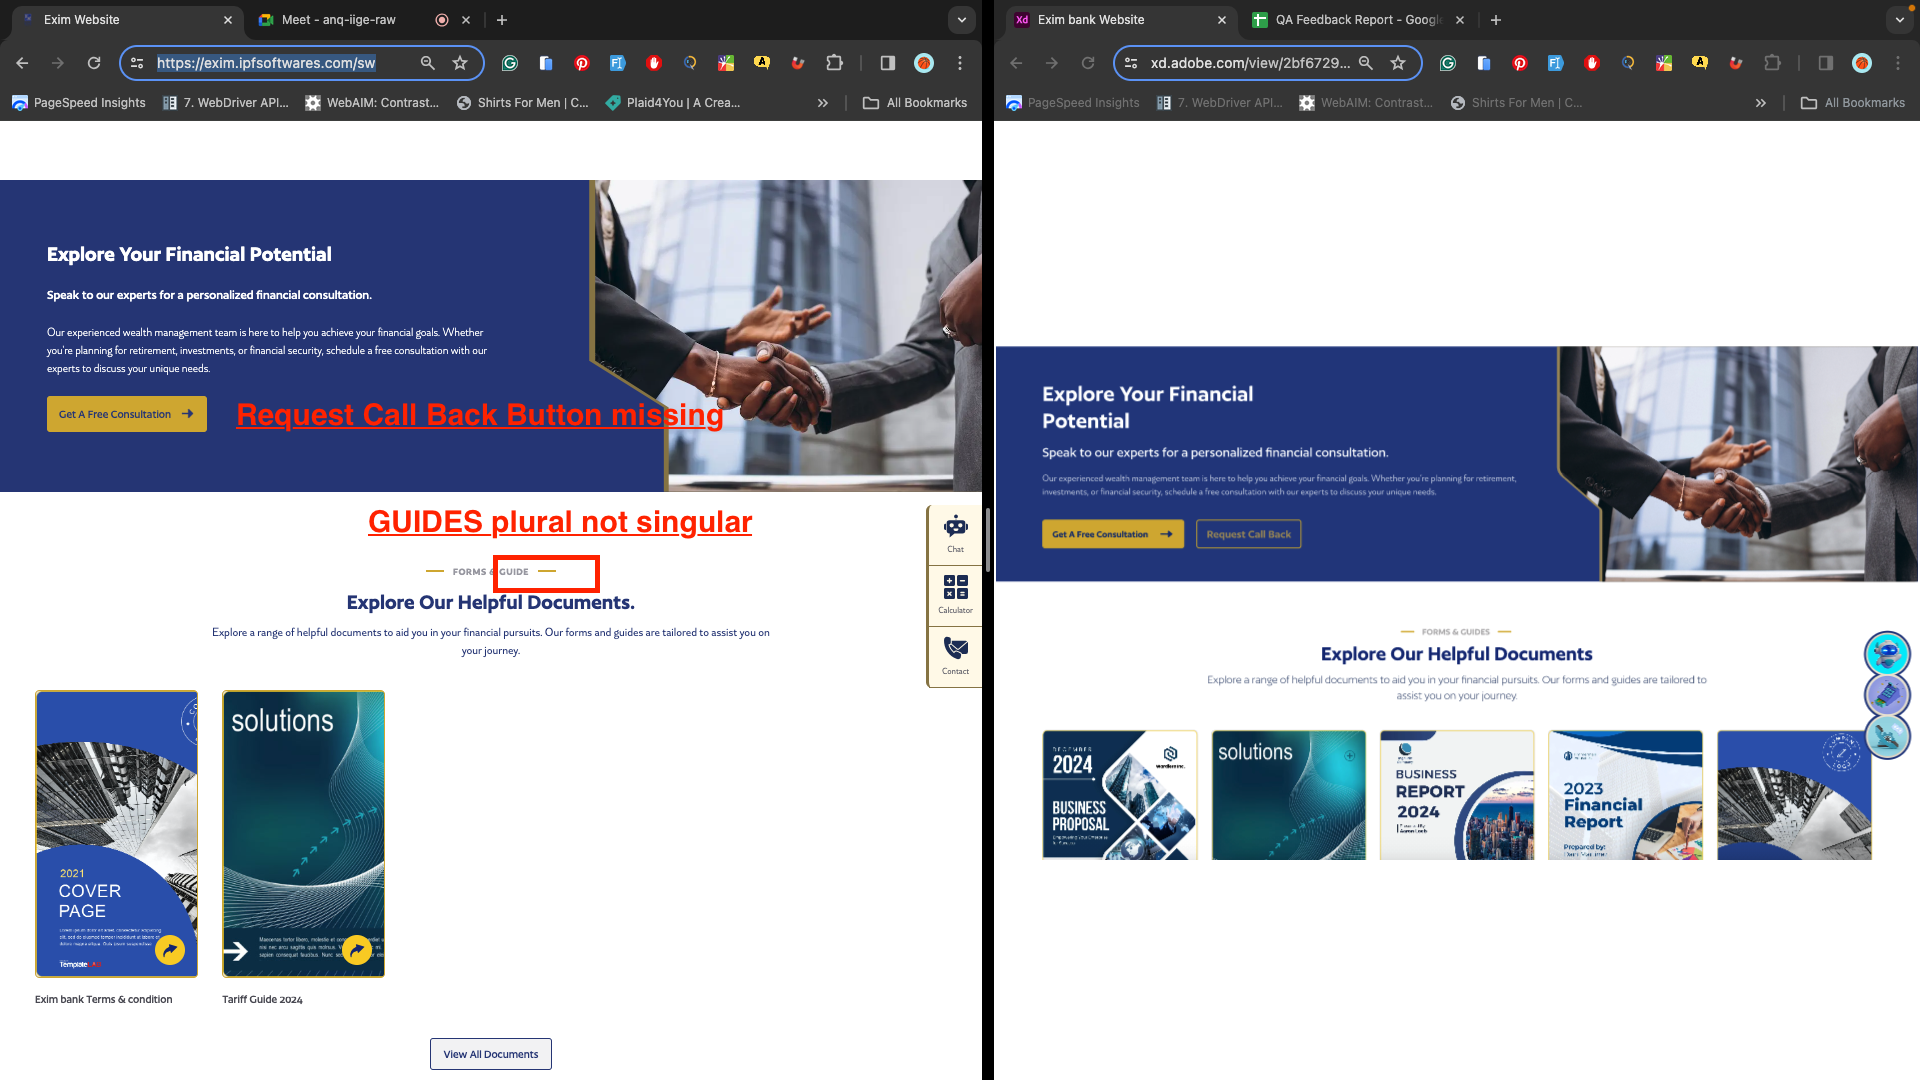 Exim Website
Meet - anq-iige-raw
https://exim.ipfsoftwares.com/sw
PageSpeed Insights
7. WebDriver API...
WebAIM: Contrast...
Shirts For Men | C...
Plaid4You | A Crea...
All Bookmarks
Explore Your Financial Potential
Speak to our experts for a personalized financial consultation.
Our experienced wealth management team is here to help you achieve your financial goals. Whether
you're planning for retirement, investments, or financial security, schedule a free consultation with our
experts to discuss your unique needs.
Get A Free Consultation
Request Call Back Button missing
GUIDES plural not singular
FORMS & GUIDE
Explore Our Helpful Documents.
Explore a range of helpful documents to aid you in your financial pursuits. Our forms and guides are tailored to assist you on
your journey.
Chat
Calculator
Contact
2021
COVER
PAGE
Template
solutions
Exim bank Terms & condition
Tariff Guide 2024
View All Documents
Xd
Exim bank Website
QA Feedback Report - Google
xd.adobe.com/view/2bf6729...
PageSpeed Insights
7. WebDriver API...
WebAIM: Contrast...
Shirts For Men | C...
All Bookmarks
Explore Your Financial
Potential
Speak to our experts for a personalized financial consultation.
Our experienced wealth management team is here to help you achieve your financial goals. Whether you're planning for retirement,
investments, or financial security, schedule a free consultation with our experts to discuss your unique needs.
Get A Free Consultation
Request Call Back
FORMS & GUIDES
Explore Our Helpful Documents
Explore a range of helpful documents to aid you in your financial pursuits. Our forms and guides are tailored to
assist you on your journey.
DECEMBER
2024
BUSINESS
PROPOSAL
solutions
BUSINESS
REPORT
2024
2023
Financial
Report
Prepared by: